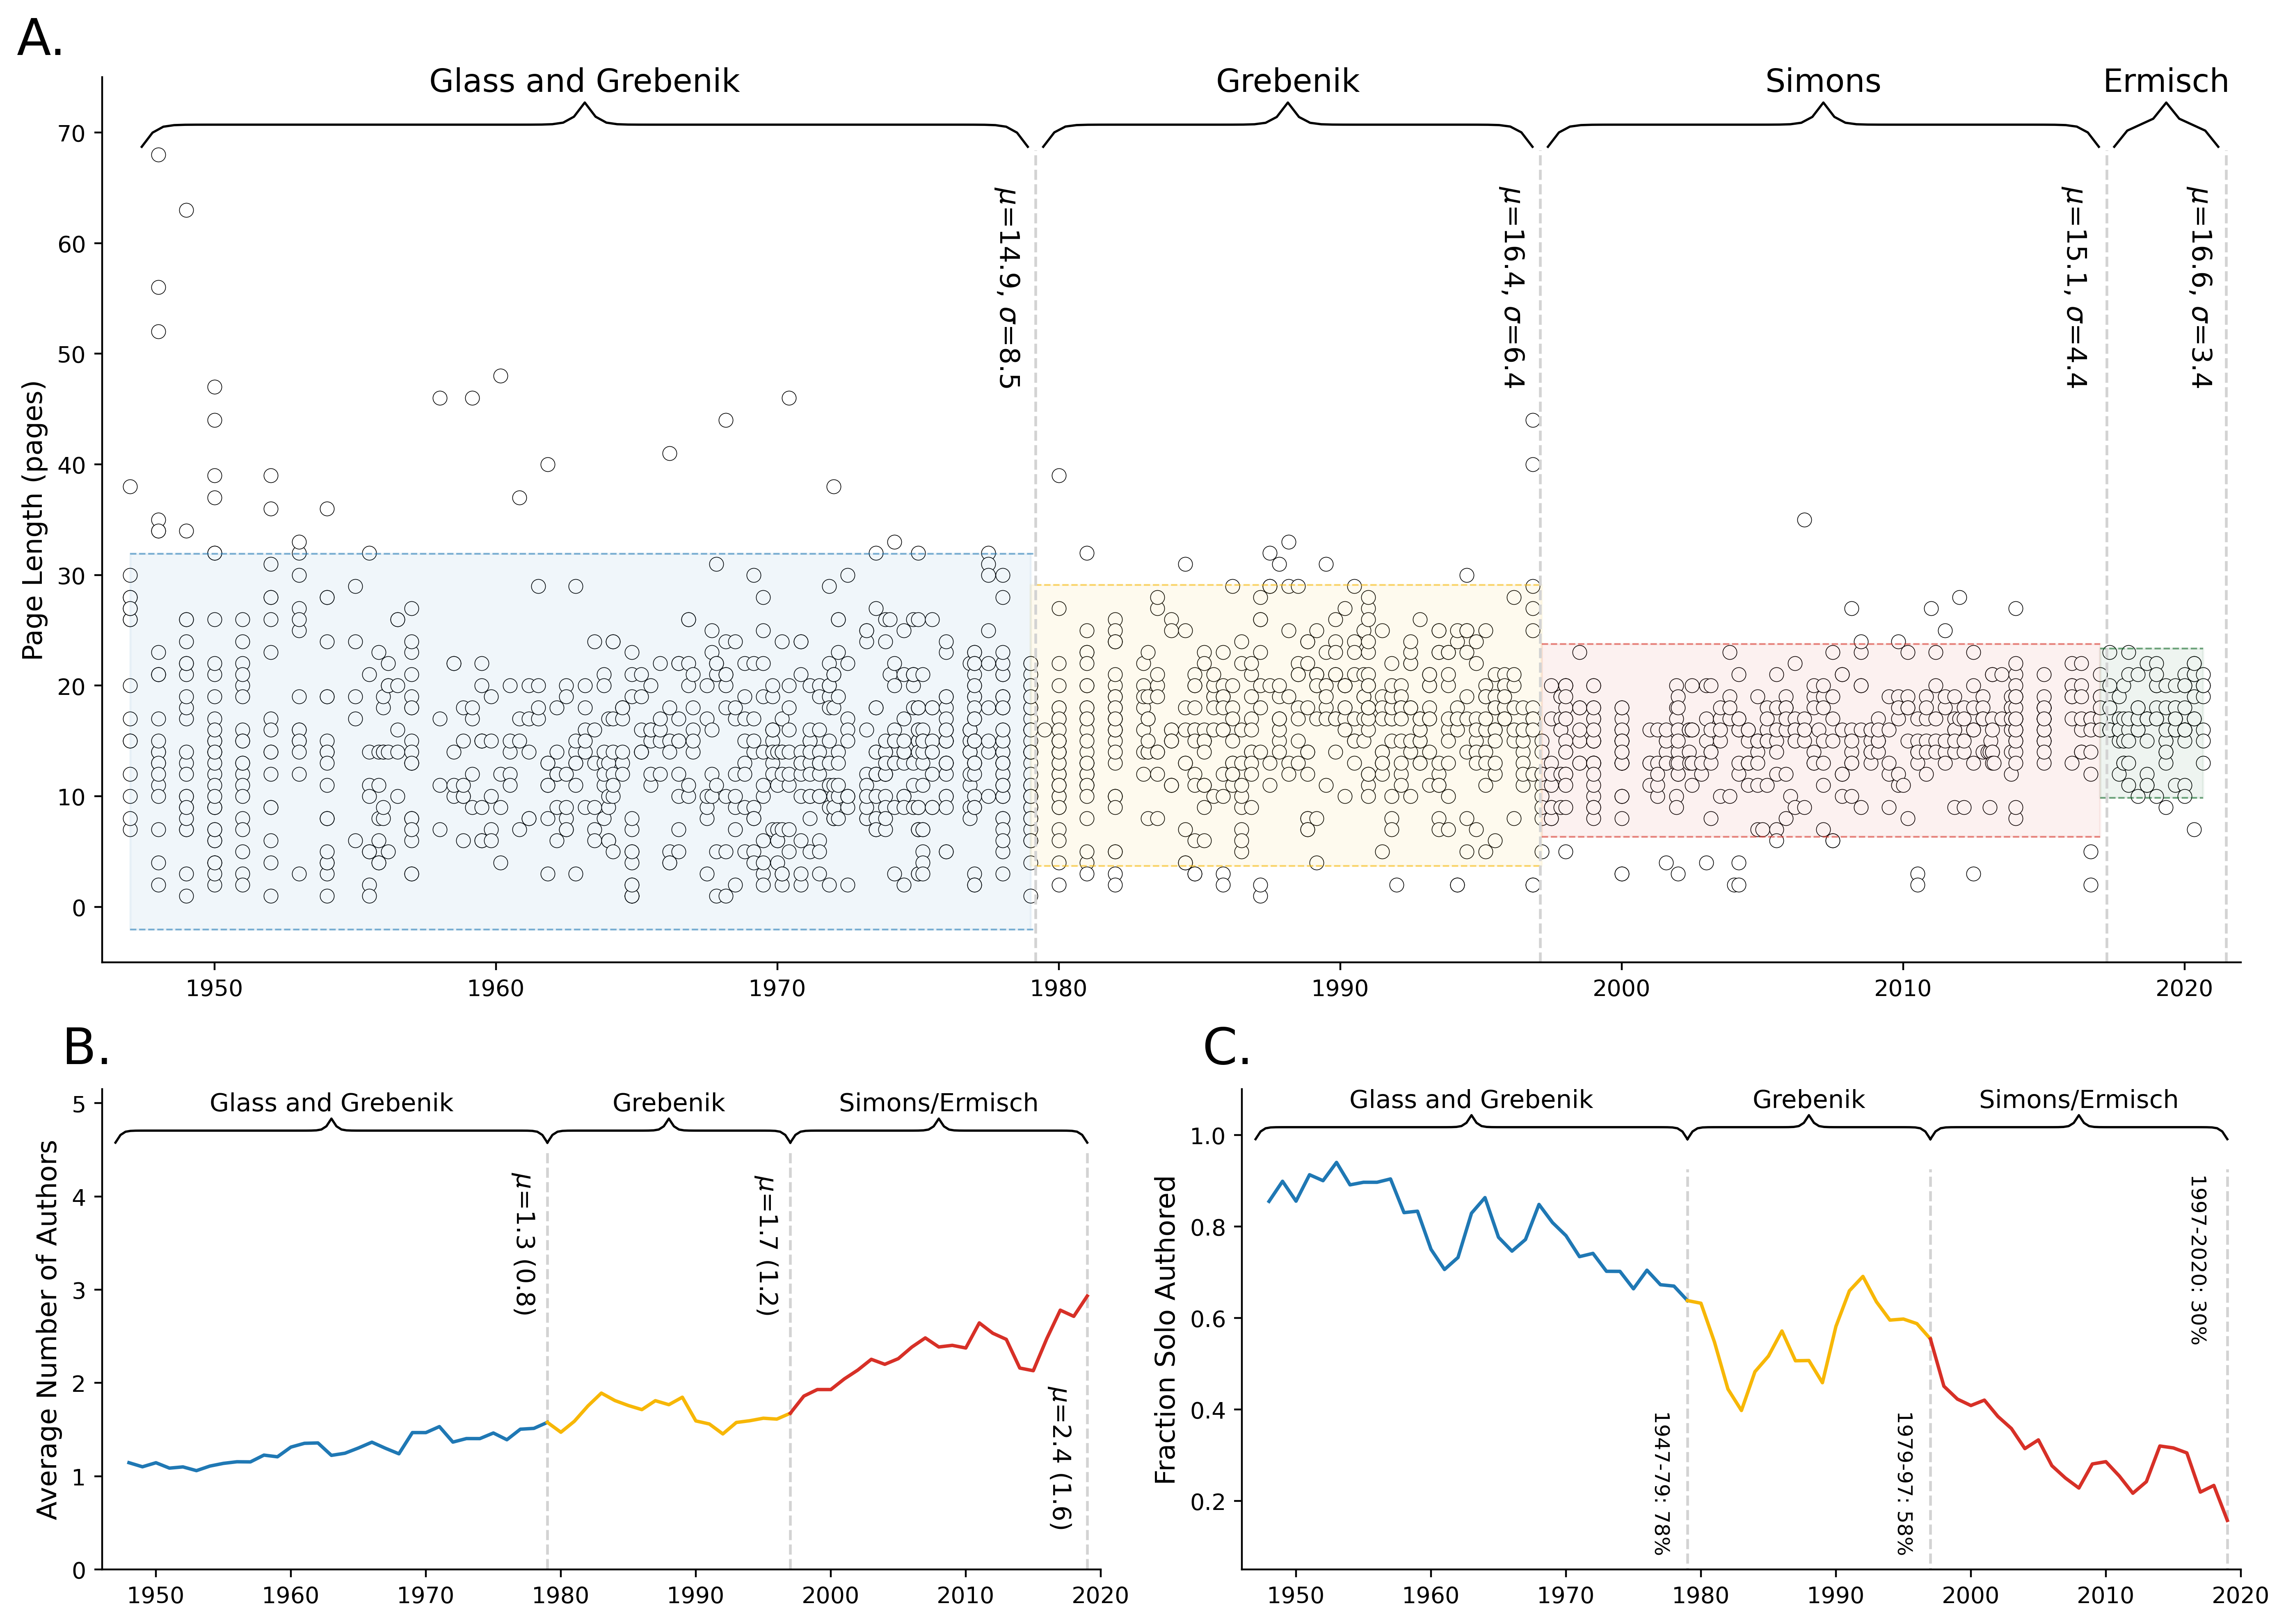 A.
Glass and Grebenik
Grebenik
Simons
Ermisch
Page Length (pages)
70
60
50
40
30
20
10
0
μ=14.9, σ=8.5
μ=16.4, σ=6.4
μ=15.1, σ=4.4
μ=16.6, σ=3.4
1950 1960 1970 1980 1990 2000 2010 2020
B.
Glass and Grebenik
Grebenik
Simons/Ermisch
Average Number of Authors
5
4
3
2
1
0
μ=1.3 (0.8)
μ=1.7 (1.2)
μ=2.4 (1.6)
1950 1960 1970 1980 1990 2000 2010 2020
C.
Glass and Grebenik
Grebenik
Simons/Ermisch
Fraction Solo Authored
1.0
0.8
0.6
0.4
0.2
1947-79: 78%
1979-97: 58%
1997-2020: 30%
1950 1960 1970 1980 1990 2000 2010 2020